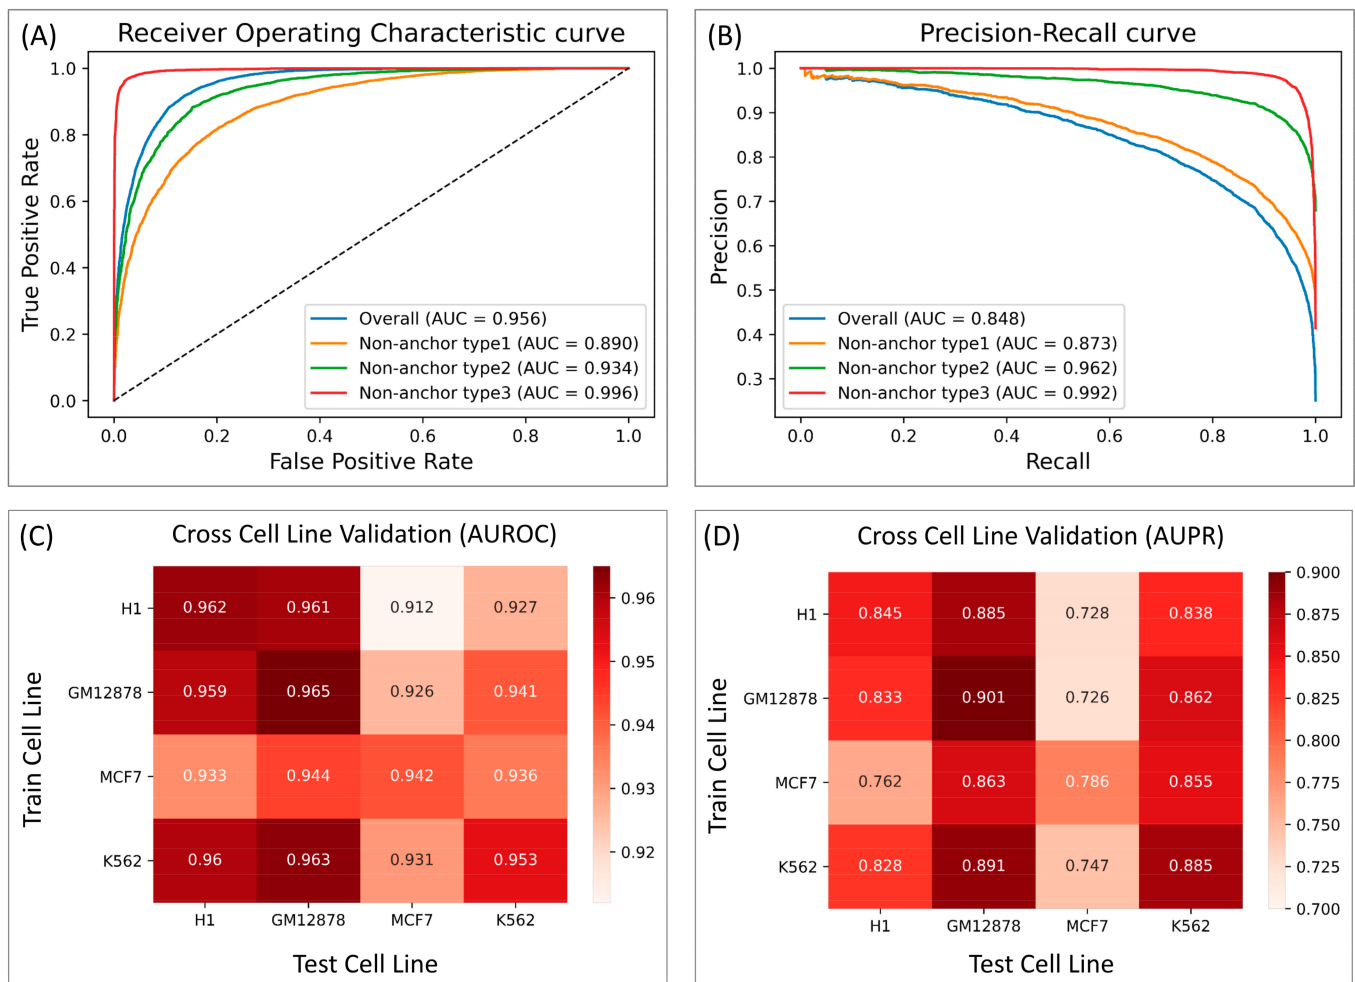 (A)
Receiver Operating Characteristic curve
1.0
0.8
0.6
0.4
0.2
0.0
True Positive Rate
Overall (AUC = 0.956)
Non-anchor type1 (AUC = 0.890)
Non-anchor type2 (AUC = 0.934)
Non-anchor type3 (AUC = 0.996)
0.0 0.2 0.4 0.6 0.8 1.0
False Positive Rate
(B)
Precision-Recall curve
1.0
0.9
0.8
0.7
0.6
0.5
0.4
0.3
Precision
Overall (AUC = 0.848)
Non-anchor type1 (AUC = 0.873)
Non-anchor type2 (AUC = 0.962)
Non-anchor type3 (AUC = 0.992)
0.0 0.2 0.4 0.6 0.8 1.0
Recall
(C)
Cross Cell Line Validation (AUROC)
Train Cell Line
H1 0.962 0.961 0.912 0.927
GM12878 0.959 0.965 0.926 0.941
MCF7 0.933 0.944 0.942 0.936
K562 0.96 0.963 0.931 0.953
H1 GM12878 MCF7 K562
Test Cell Line
0.96
0.95
0.94
0.93
0.92
(D)
Cross Cell Line Validation (AUPR)
Train Cell Line
H1 0.845 0.885 0.728 0.838
GM12878 0.833 0.901 0.726 0.862
MCF7 0.762 0.863 0.786 0.855
K562 0.828 0.891 0.747 0.885
H1 GM12878 MCF7 K562
Test Cell Line
0.900
0.875
0.850
0.825
0.800
0.775
0.750
0.725
0.700